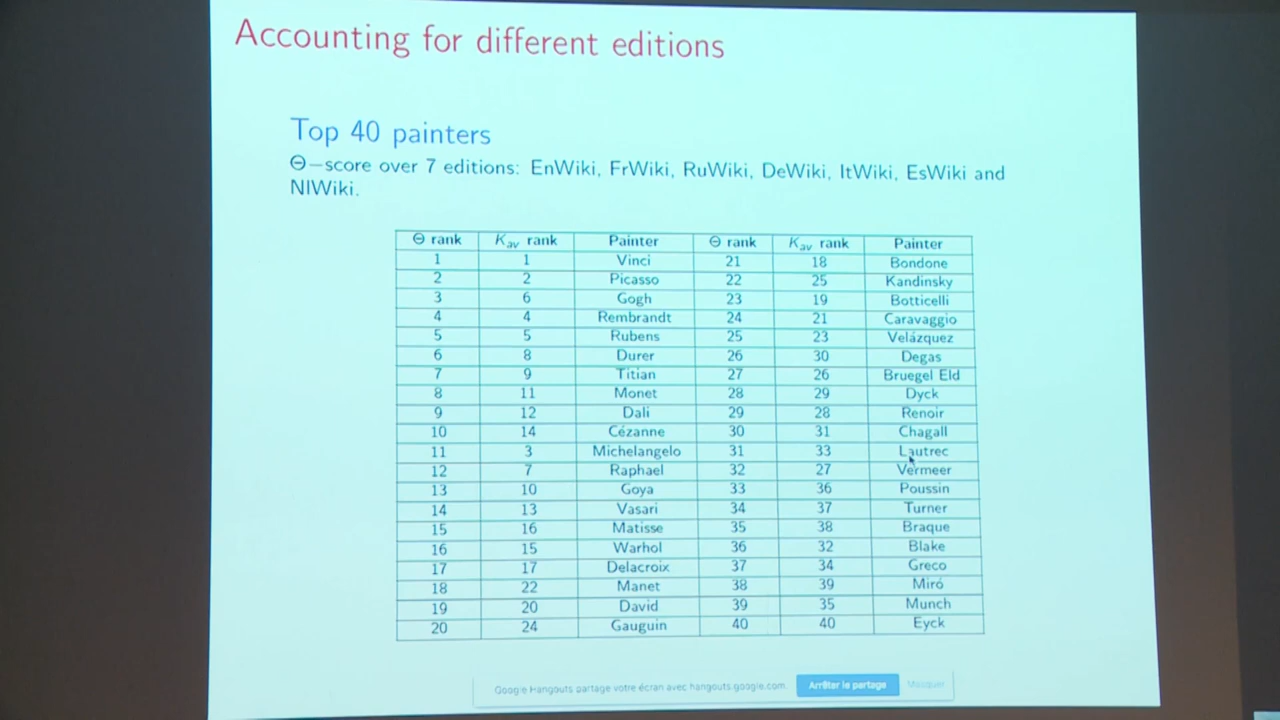 Accounting for different editions
Top 40 painters
Θ−score over 7 editions: EnWiki, FrWiki, RuWiki, DeWiki, ItWiki, EsWiki and
NlWiki.
Θ rank K_av rank Painter Θ rank K_av rank Painter
1 1 Vinci 21 18 Bondone
2 2 Picasso 22 25 Kandinsky
3 6 Gogh 23 19 Botticelli
4 4 Rembrandt 24 21 Caravaggio
5 5 Rubens 25 23 Velázquez
6 8 Durer 26 30 Degas
7 9 Titian 27 26 Bruegel Eld
8 11 Monet 28 29 Dyck
9 12 Dali 29 28 Renoir
10 14 Cézanne 30 31 Chagall
11 3 Michelangelo 31 33 Lautrec
12 7 Raphael 32 27 Vermeer
13 10 Goya 33 36 Poussin
14 13 Vasari 34 37 Turner
15 16 Matisse 35 38 Braque
16 15 Warhol 36 32 Blake
17 17 Delacroix 37 34 Greco
18 22 Manet 38 39 Miró
19 20 David 39 35 Munch
20 24 Gauguin 40 40 Eyck
Google Hangouts partage votre écran avec hangouts.google.com. Arrêter le partage Masquer